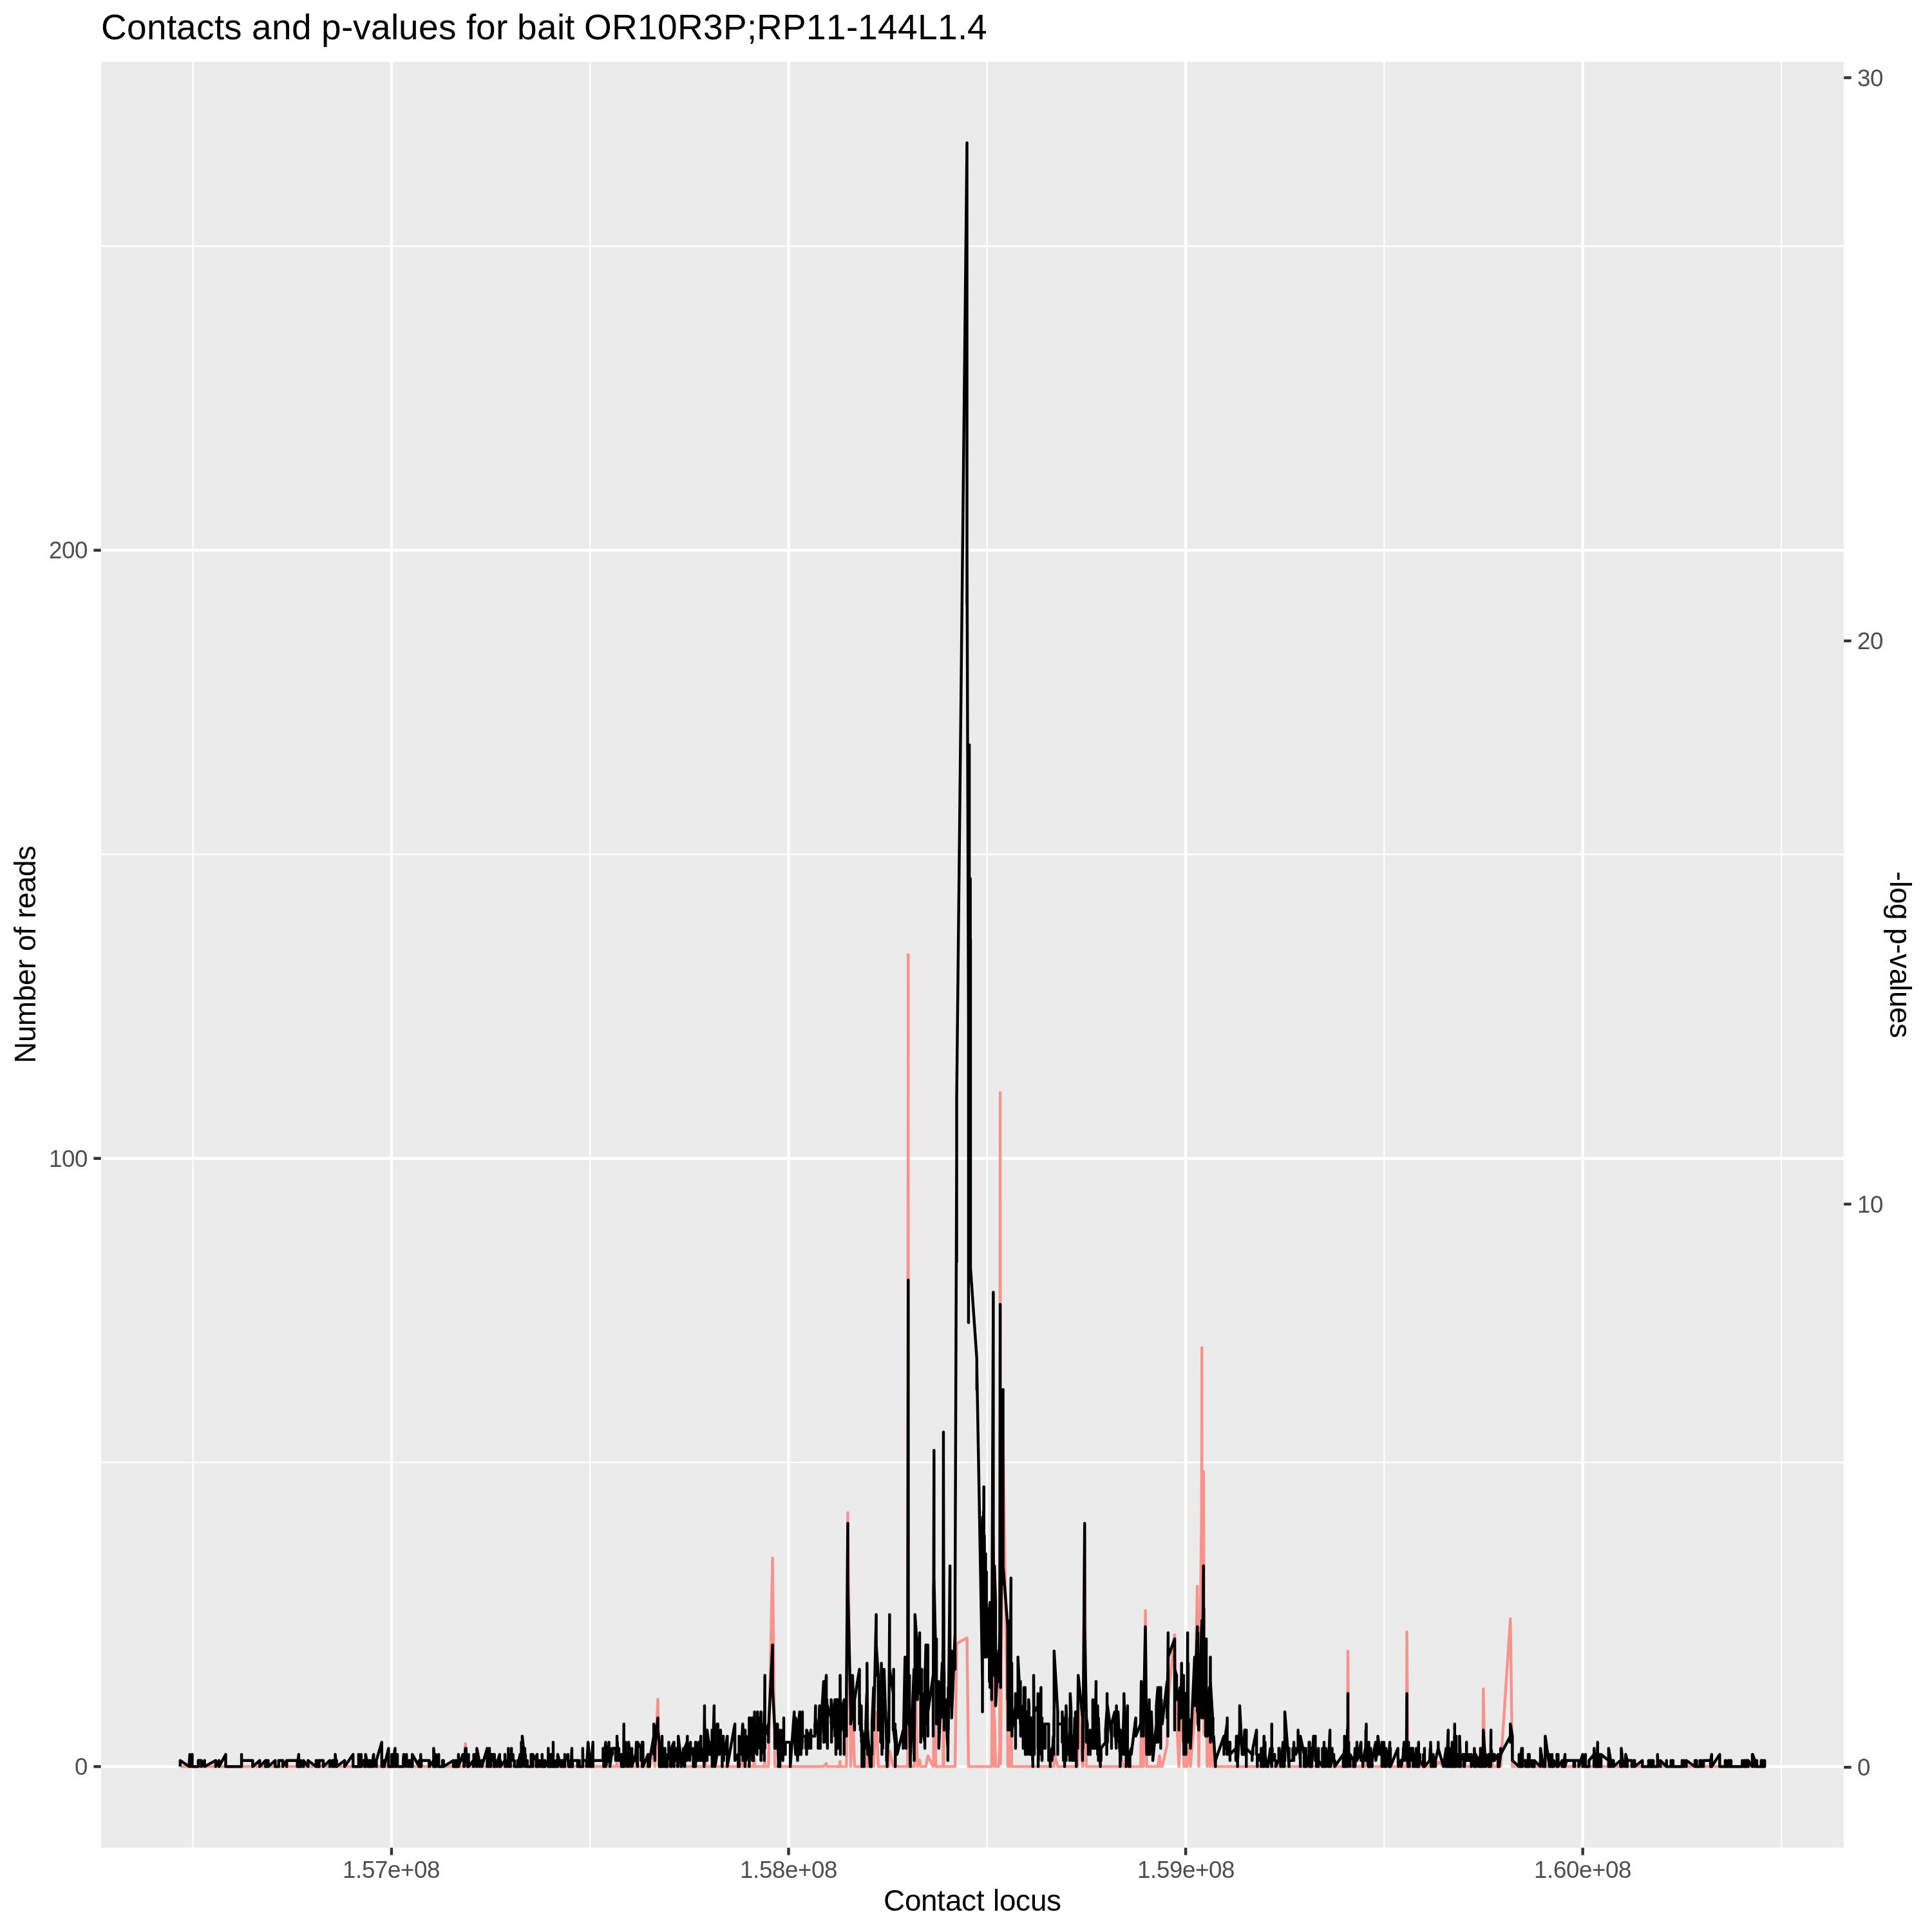 Contacts and p-values for bait OR10R3P;RP11-144L1.4
30
200
20
Number of reads
-log p-values
100
10
0
0
1.57e+08
1.58e+08
1.59e+08
1.60e+08
Contact locus